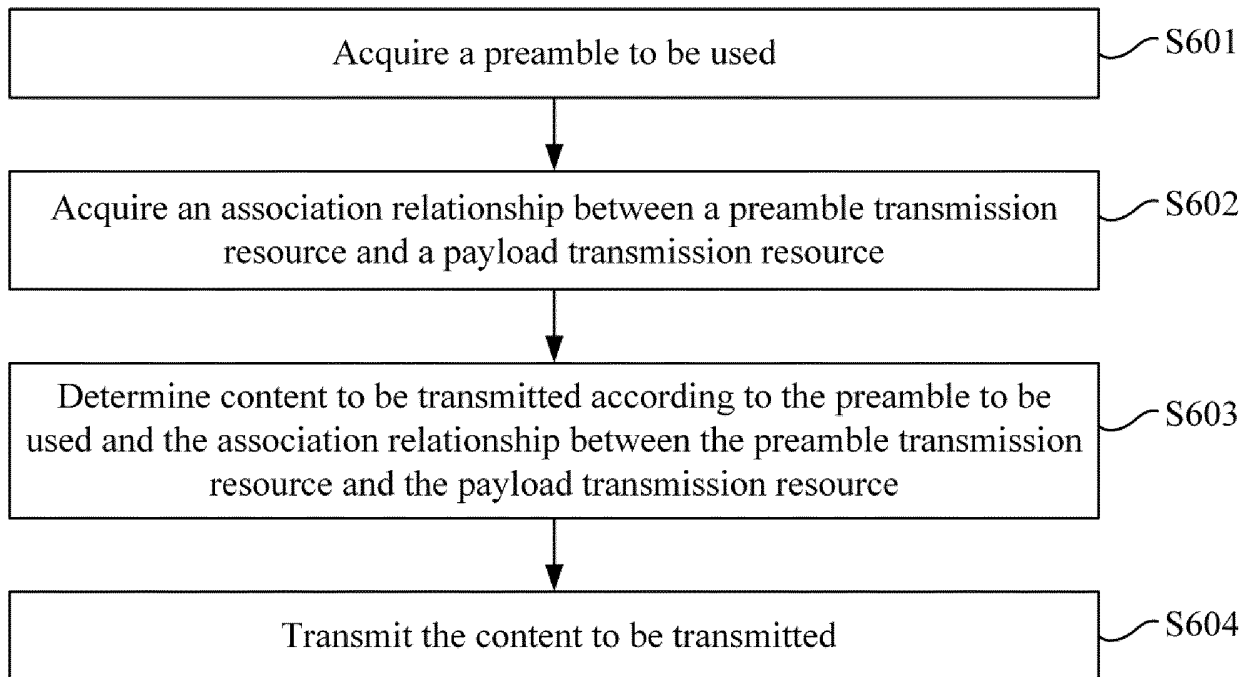 Acquire a preamble to be used
S601
Acquire an association relationship between a preamble transmission
resource and a payload transmission resource
S602
Determine content to be transmitted according to the preamble to be
used and the association relationship between the preamble transmission
resource and the payload transmission resource
S603
Transmit the content to be transmitted
S604